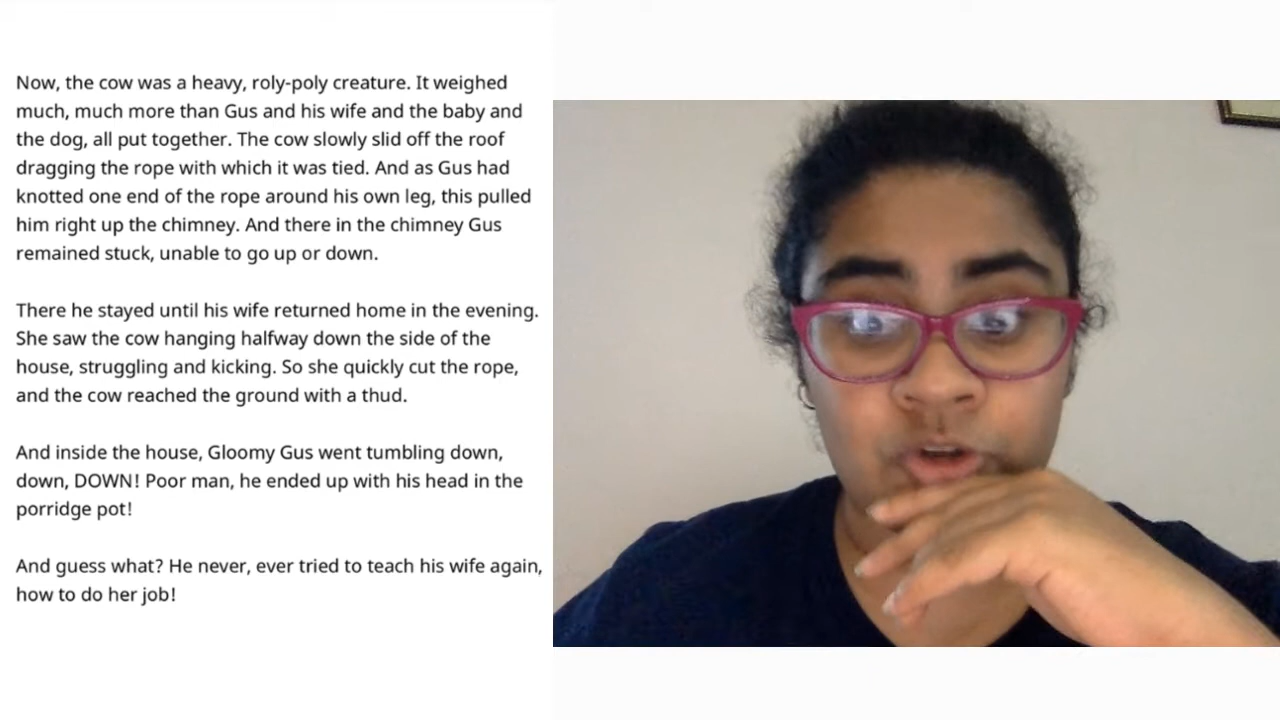 Now, the cow was a heavy, roly-poly creature. It weighed
much, much more than Gus and his wife and the baby and
the dog, all put together. The cow slowly slid off the roof
dragging the rope with which it was tied. And as Gus had
knotted one end of the rope around his own leg, this pulled
him right up the chimney. And there in the chimney Gus
remained stuck, unable to go up or down.
There he stayed until his wife returned home in the evening.
She saw the cow hanging halfway down the side of the
house, struggling and kicking. So she quickly cut the rope,
and the cow reached the ground with a thud.
And inside the house, Gloomy Gus went tumbling down,
down, DOWN! Poor man, he ended up with his head in the
porridge pot!
And guess what? He never, ever tried to teach his wife again,
how to do her job!